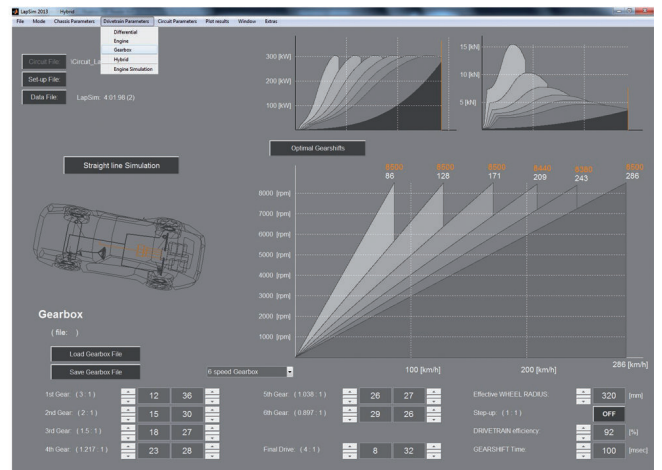 LapSim 2013 Hybrid
File Mode Chassis Parameters Drivetrain Parameters Circuit Parameters Plot results Window Extras
Differential
Engine
Gearbox
Hybrid
Engine Simulation
Circuit File \Circuit_La
Set-up File
Data File LapSim: 4:01.98 (2)
300 [kW]
200 [kW]
100 [kW]
15 [kN]
10 [kN]
5 [kN]
Optimal Gearshifts
Straight line Simulation
8500 8500 8500 8440 8380 8500
86 128 171 209 243 286
8000 [rpm]
7000 [rpm]
6000 [rpm]
5000 [rpm]
4000 [rpm]
3000 [rpm]
2000 [rpm]
1000 [rpm]
100 [km/h] 200 [km/h] 286 [km/h]
Gearbox
( file: )
Load Gearbox File
Save Gearbox File
6 speed Gearbox
1st Gear: ( 3 : 1 ) 12 36
2nd Gear: ( 2 : 1 ) 15 30
3rd Gear: ( 1.5 : 1 ) 18 27
4th Gear: ( 1.217 : 1 ) 23 28
5th Gear: ( 1.038 : 1 ) 26 27
6th Gear: ( 0.897 : 1 ) 29 26
Final Drive: ( 4 : 1 ) 8 32
Effective WHEEL RADIUS: 320 [mm]
Step-up: ( 1 : 1 ) OFF
DRIVETRAIN efficiency: 92 [%]
GEARSHIFT Time: 100 [msec]